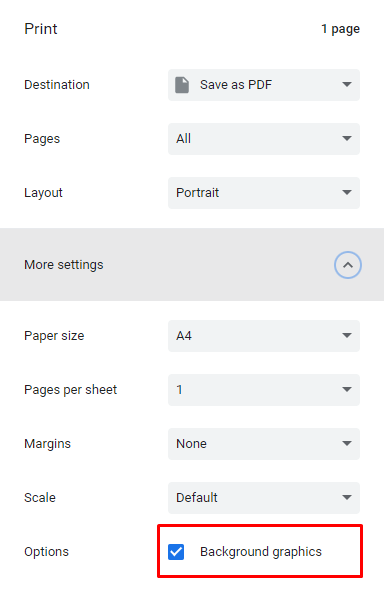 Print 1 page
Destination Save as PDF
Pages All
Layout Portrait
More settings
Paper size A4
Pages per sheet 1
Margins None
Scale Default
Options Background graphics